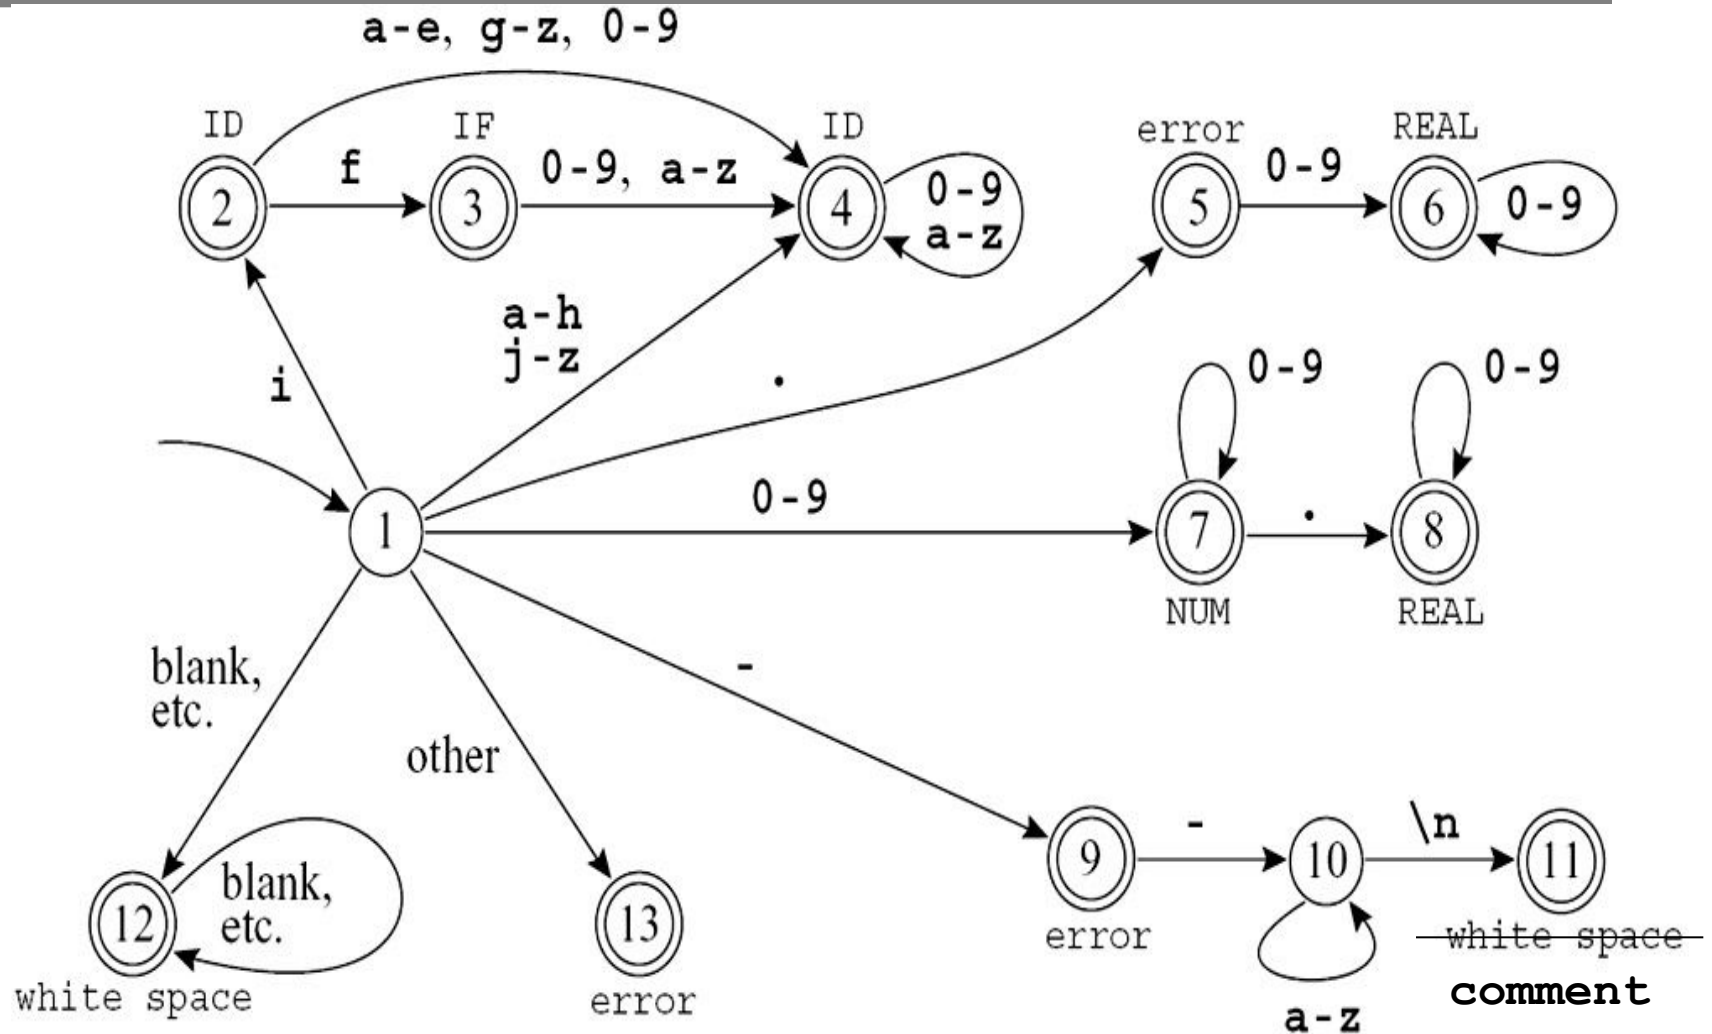 a-e, g-z, 0-9
ID
IF
ID
error
REAL
f
0-9, a-z
0-9
a-z
0-9
0-9
2
3
4
5
6
a-h
j-z
i
.
0-9
0-9
0-9
1
7
.
8
NUM
REAL
blank,
etc.
-
other
blank,
etc.
-
\n
9
10
11
12
13
error
white space
white space
error
comment
a-z